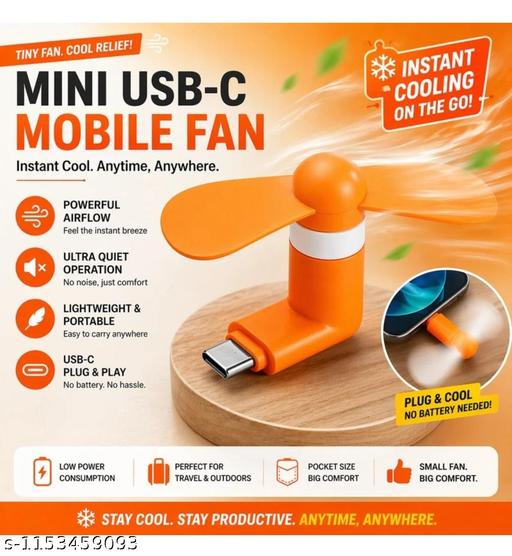 TINY FAN. COOL RELIEF!
MINI USB-C
MOBILE FAN
Instant Cool. Anytime, Anywhere.
INSTANT
COOLING
ON THE GO!
POWERFUL
AIRFLOW
Feel the instant breeze
ULTRA QUIET
OPERATION
No noise, just comfort
LIGHTWEIGHT &
PORTABLE
Easy to carry anywhere
USB-C
PLUG & PLAY
No battery. No hassle.
PLUG & COOL
NO BATTERY NEEDED!
LOW POWER
CONSUMPTION
PERFECT FOR
TRAVEL & OUTDOORS
POCKET SIZE
BIG COMFORT
SMALL FAN.
BIG COMFORT.
STAY COOL. STAY PRODUCTIVE. ANYTIME, ANYWHERE.
s-1153459093